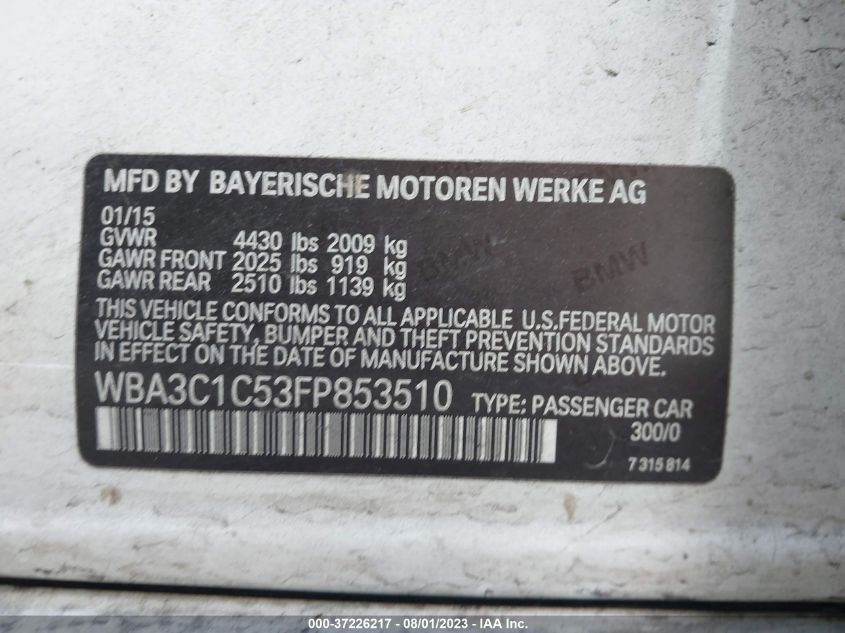 MFD BY BAYERISCHE MOTOREN WERKE AG
01/15
GVWR 4430 lbs 2009 kg
GAWR FRONT 2025 lbs 919 kg
GAWR REAR 2510 lbs 1139 kg
BMW BMW
THIS VEHICLE CONFORMS TO ALL APPLICABLE U.S.FEDERAL MOTOR
VEHICLE SAFETY, BUMPER AND THEFT PREVENTION STANDARDS
IN EFFECT ON THE DATE OF MANUFACTURE SHOWN ABOVE.
WBA3C1C53FP853510 TYPE: PASSENGER CAR
300/0
7 315 814
000-37226217 - 08/01/2023 - © IAA, Inc.